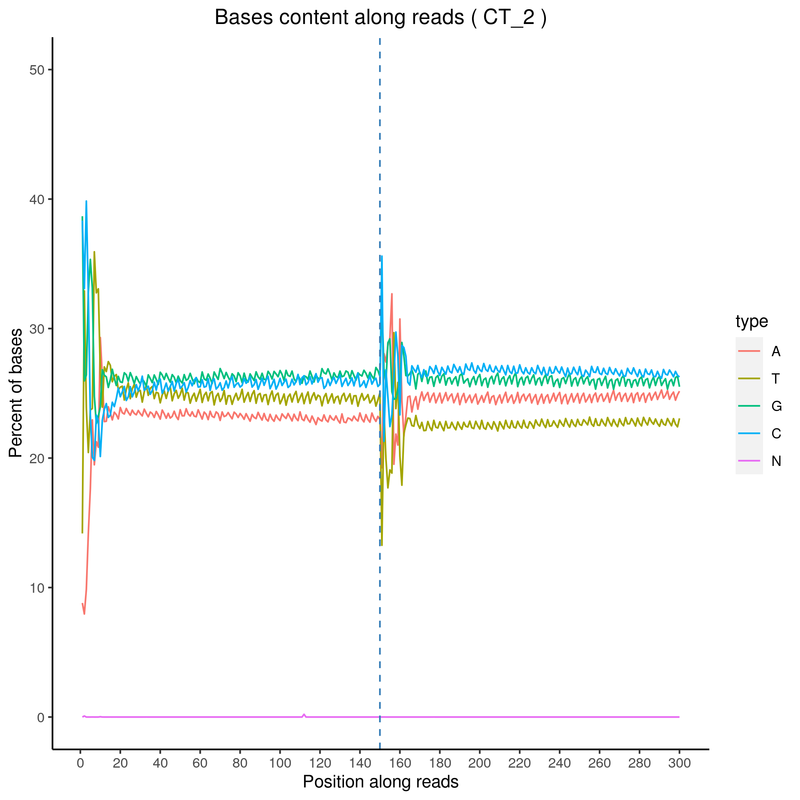 Bases content along reads ( CT_2 )
Percent of bases
50
40
30
20
10
0
0 20 40 60 80 100 120 140 160 180 200 220 240 260 280 300
Position along reads
type
A
T
G
C
N